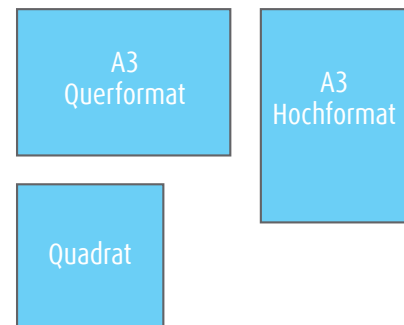 A3
Querformat
A3
Hochformat
Quadrat